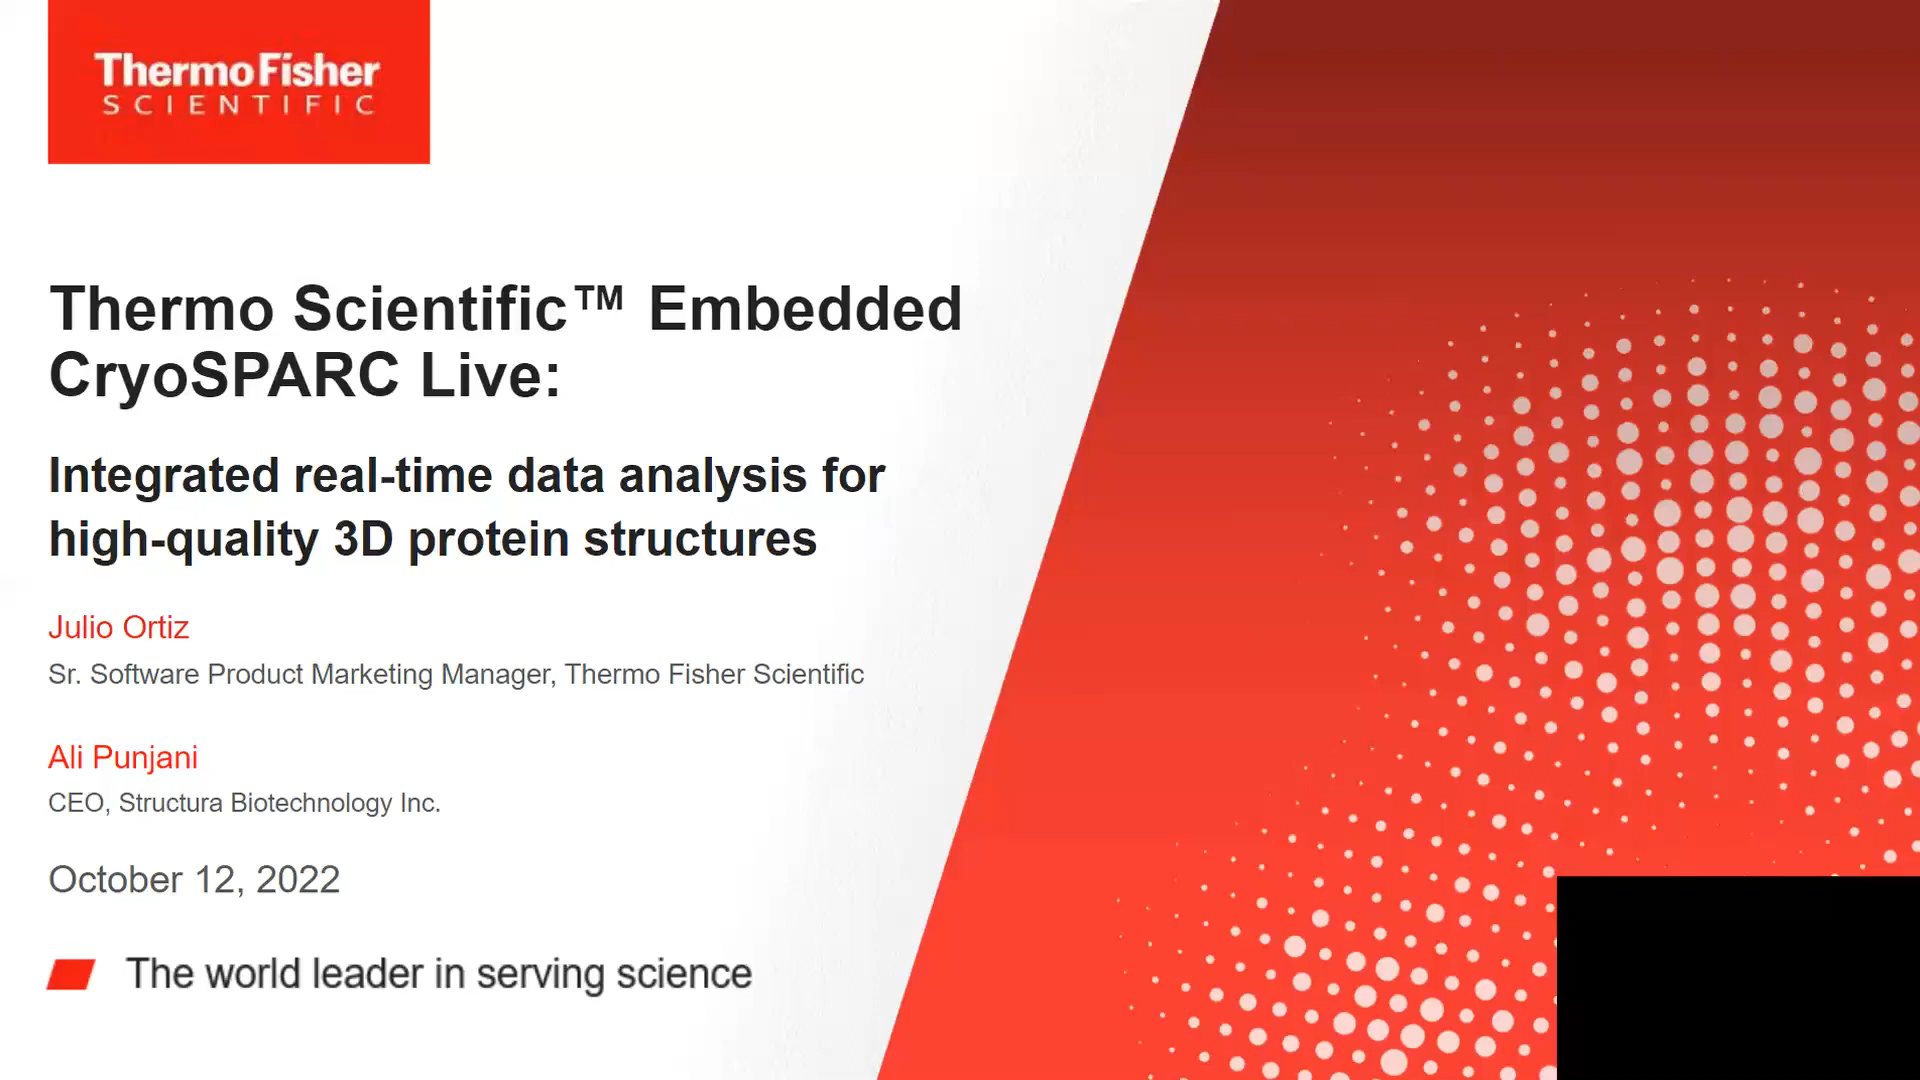 ThermoFisher
SCIENTIFIC
Thermo Scientific™ Embedded
CryoSPARC Live:
Integrated real-time data analysis for
high-quality 3D protein structures
Julio Ortiz
Sr. Software Product Marketing Manager, Thermo Fisher Scientific
Ali Punjani
CEO, Structura Biotechnology Inc.
October 12, 2022
The world leader in serving science